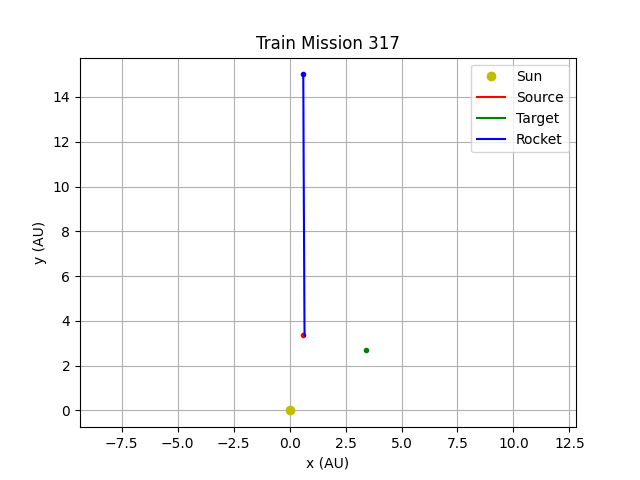 Train Mission 317
Sun
Source
Target
Rocket
14
12
10
8
6
4
2
0
y (AU)
−7.5 −5.0 −2.5 0.0 2.5 5.0 7.5 10.0 12.5
x (AU)